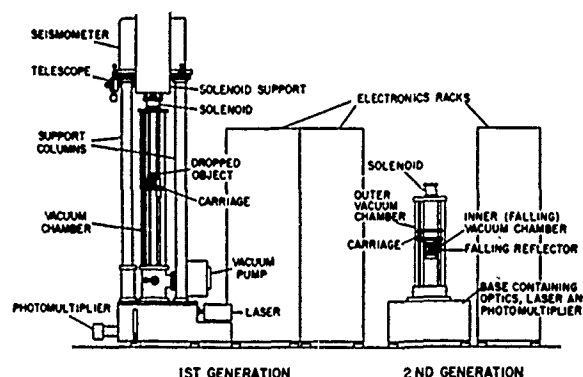 SEISMOMETER
TELESCOPE
SOLENOID SUPPORT
SOLENOID
SUPPORT
COLUMNS
DROPPED
OBJECT
CARRIAGE
VACUUM
CHAMBER
VACUUM
PUMP
LASER
PHOTOMULTIPLIER
1ST GENERATION
ELECTRONICS RACKS
SOLENOID
OUTER
VACUUM
CHAMBER
CARRIAGE
INNER (FALLING)
VACUUM CHAMBER
FALLING REFLECTOR
BASE CONTAINING
OPTICS, LASER AN
PHOTOMULTIPLIER
2ND GENERATION